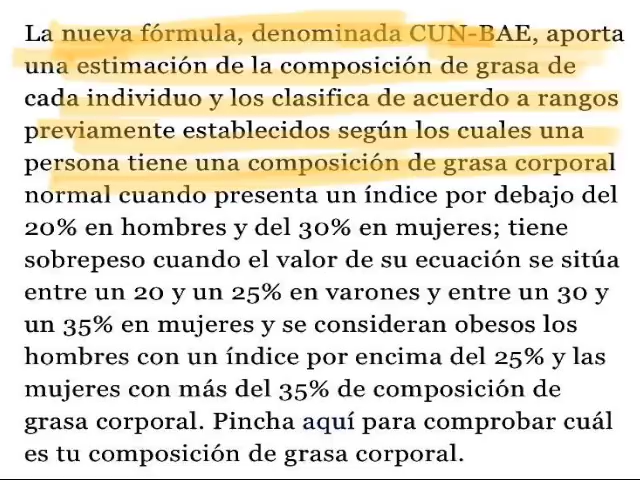 La nueva fórmula, denominada CUN-BAE, aporta
una estimación de la composición de grasa de
cada individuo y los clasifica de acuerdo a rangos
previamente establecidos según los cuales una
persona tiene una composición de grasa corporal
normal cuando presenta un índice por debajo del
20% en hombres y del 30% en mujeres; tiene
sobrepeso cuando el valor de su ecuación se sitúa
entre un 20 y un 25% en varones y entre un 30 y
un 35% en mujeres y se consideran obesos los
hombres con un índice por encima del 25% y las
mujeres con más del 35% de composición de
grasa corporal. Pincha aquí para comprobar cuál
es tu composición de grasa corporal.